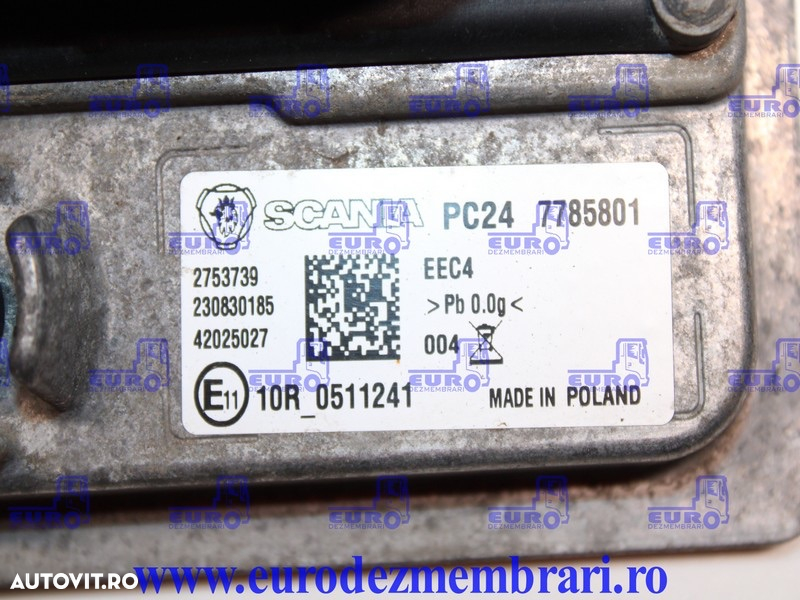 SCANIA PC24 7785801
2753739 EEC4
230830185 >Pb 0.0g<
42025027 004
E11 10R_0511241 MADE IN POLAND
EURO DEZMEMBRARI
AUTOVIT.RO www.eurodezmembrari.ro